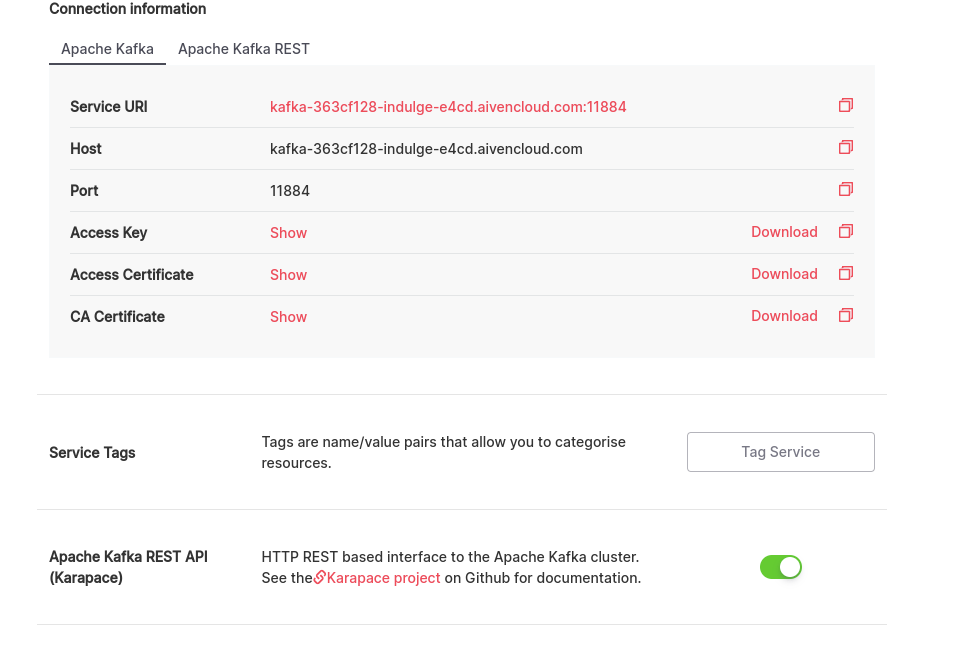 Connection information
Apache Kafka Apache Kafka REST
Service URI kafka-363cf128-indulge-e4cd.aivencloud.com:11884
Host kafka-363cf128-indulge-e4cd.aivencloud.com
Port 11884
Access Key Show Download
Access Certificate Show Download
CA Certificate Show Download
Service Tags
Tags are name/value pairs that allow you to categorise
resources.
Tag Service
Apache Kafka REST API
(Karapace)
HTTP REST based interface to the Apache Kafka cluster.
See the Karapace project on Github for documentation.